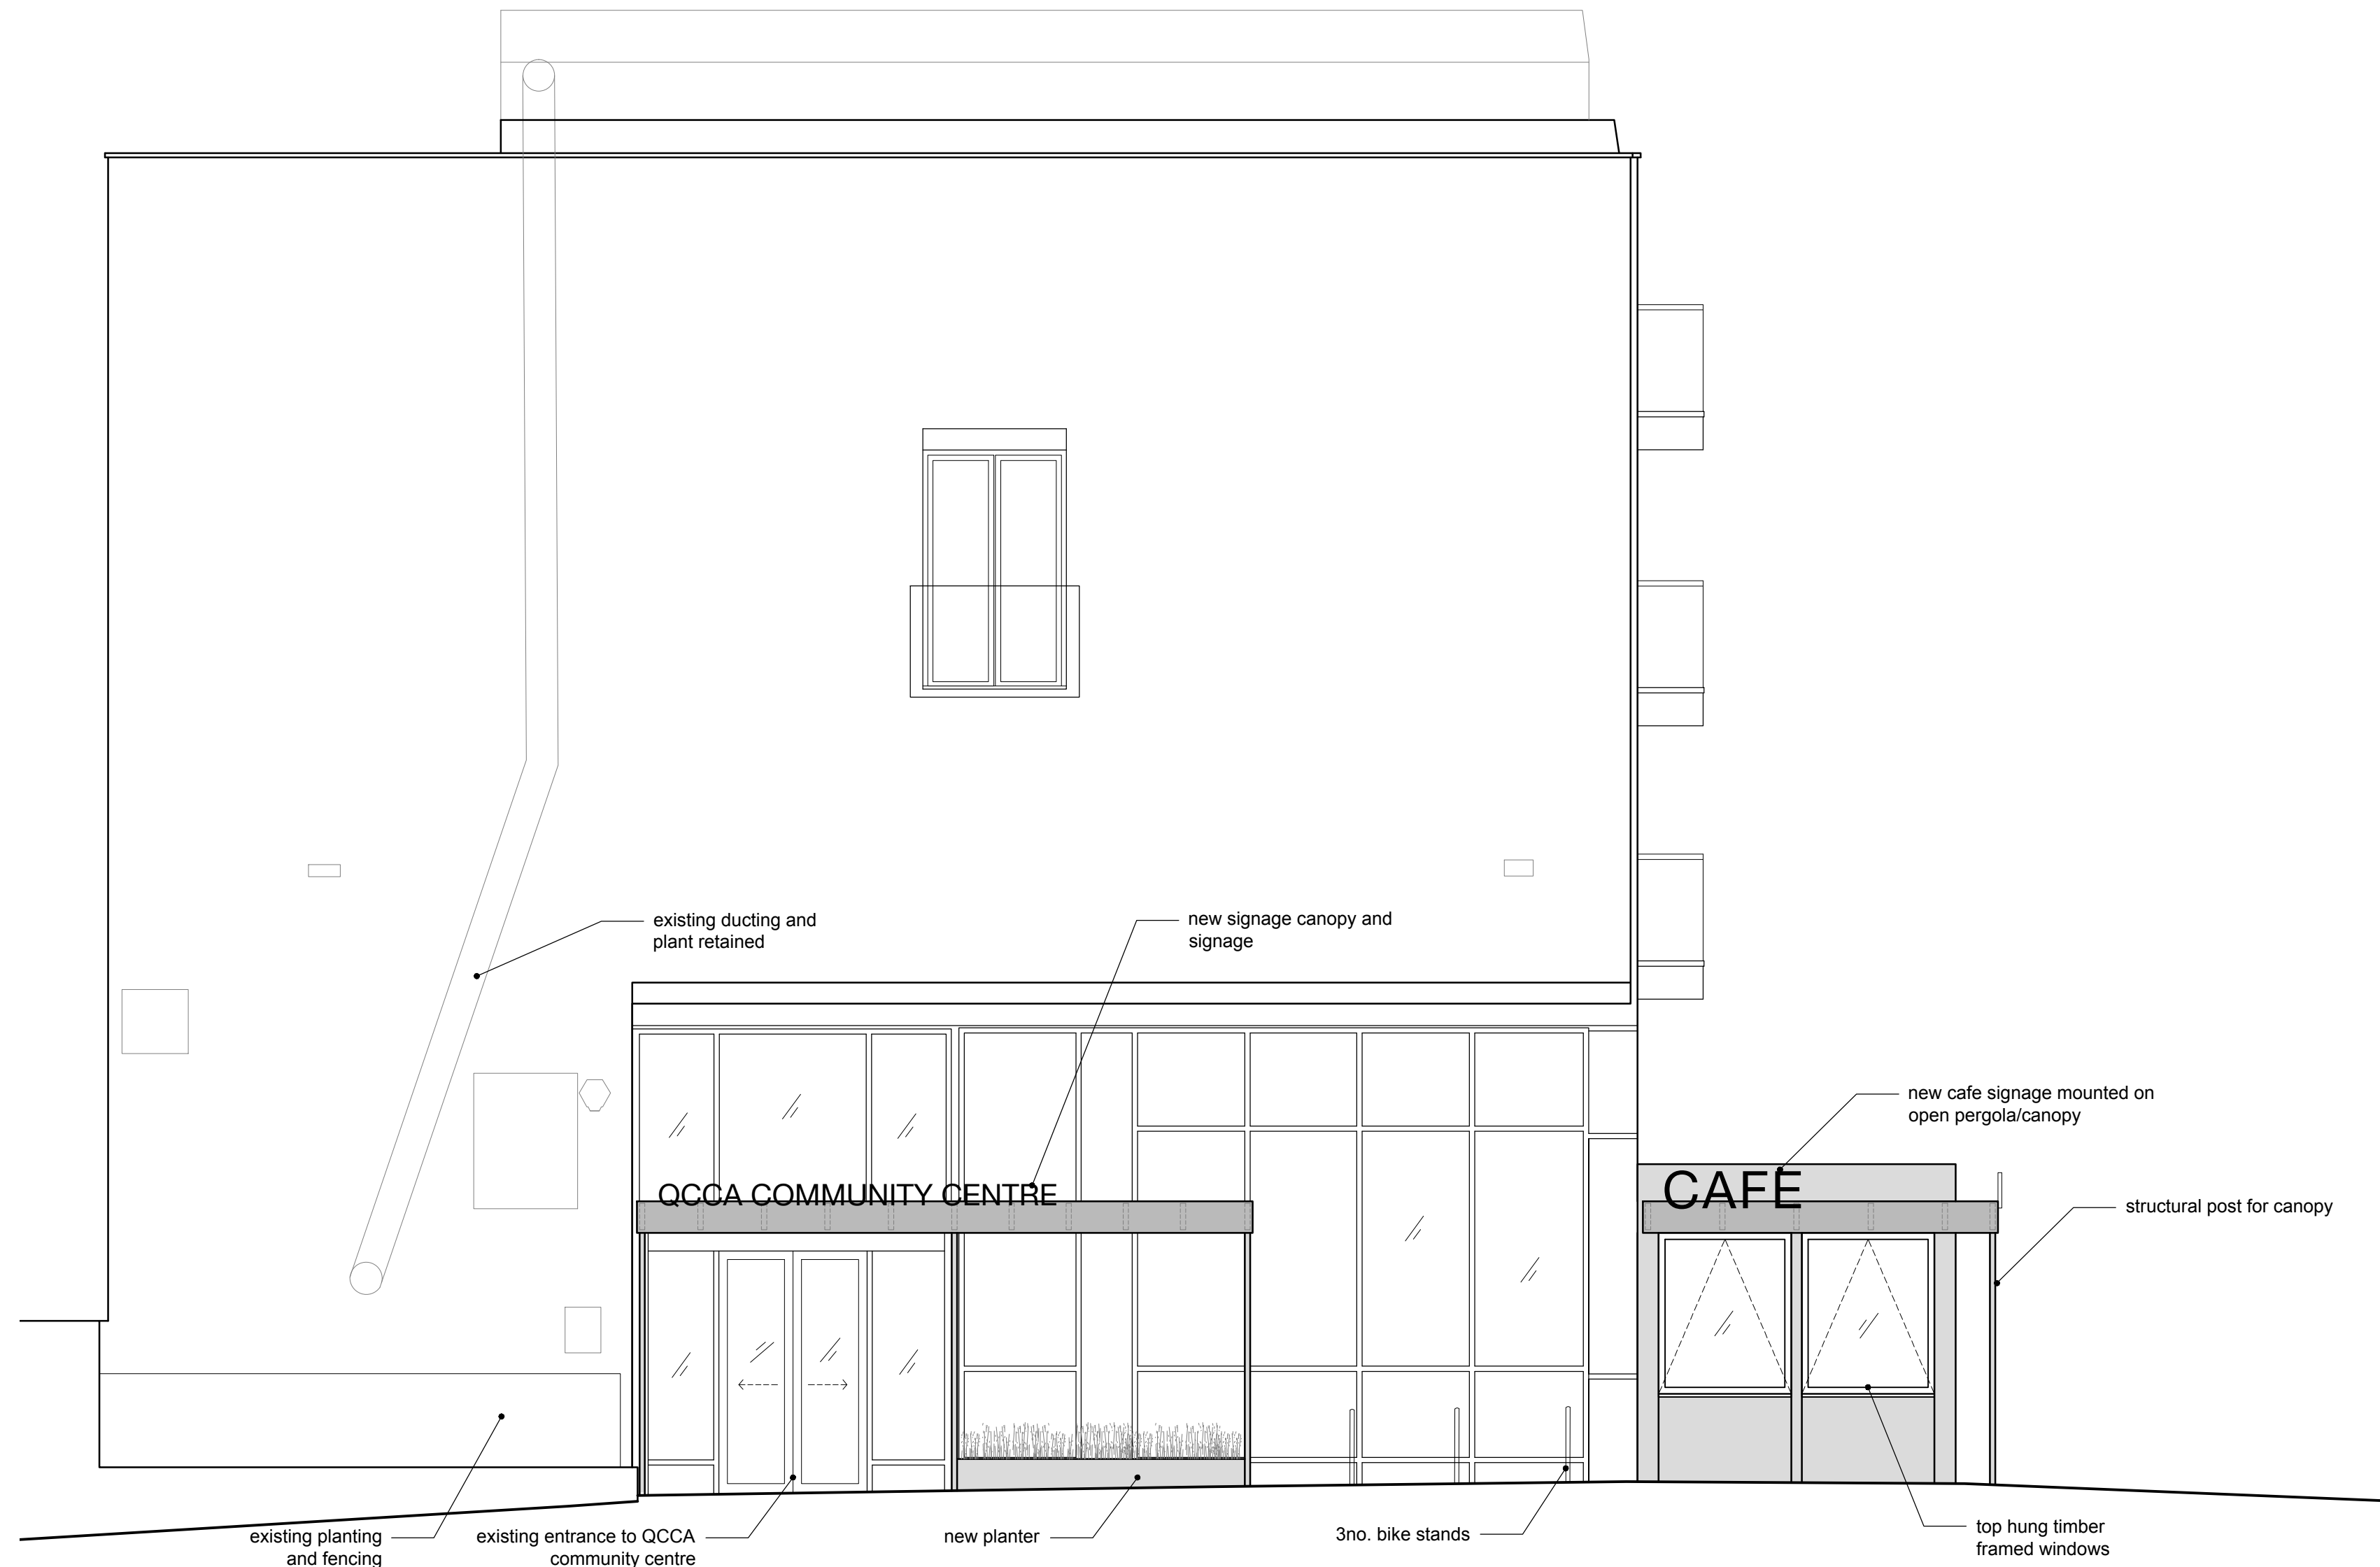 existing ducting and
plant retained
new signage canopy and
signage
new cafe signage mounted on
open pergola/canopy
QCCA COMMUNITY CENTRE
CAFE
structural post for canopy
existing planting
and fencing
existing entrance to QCCA
community centre
new planter
3no. bike stands
top hung timber
framed windows